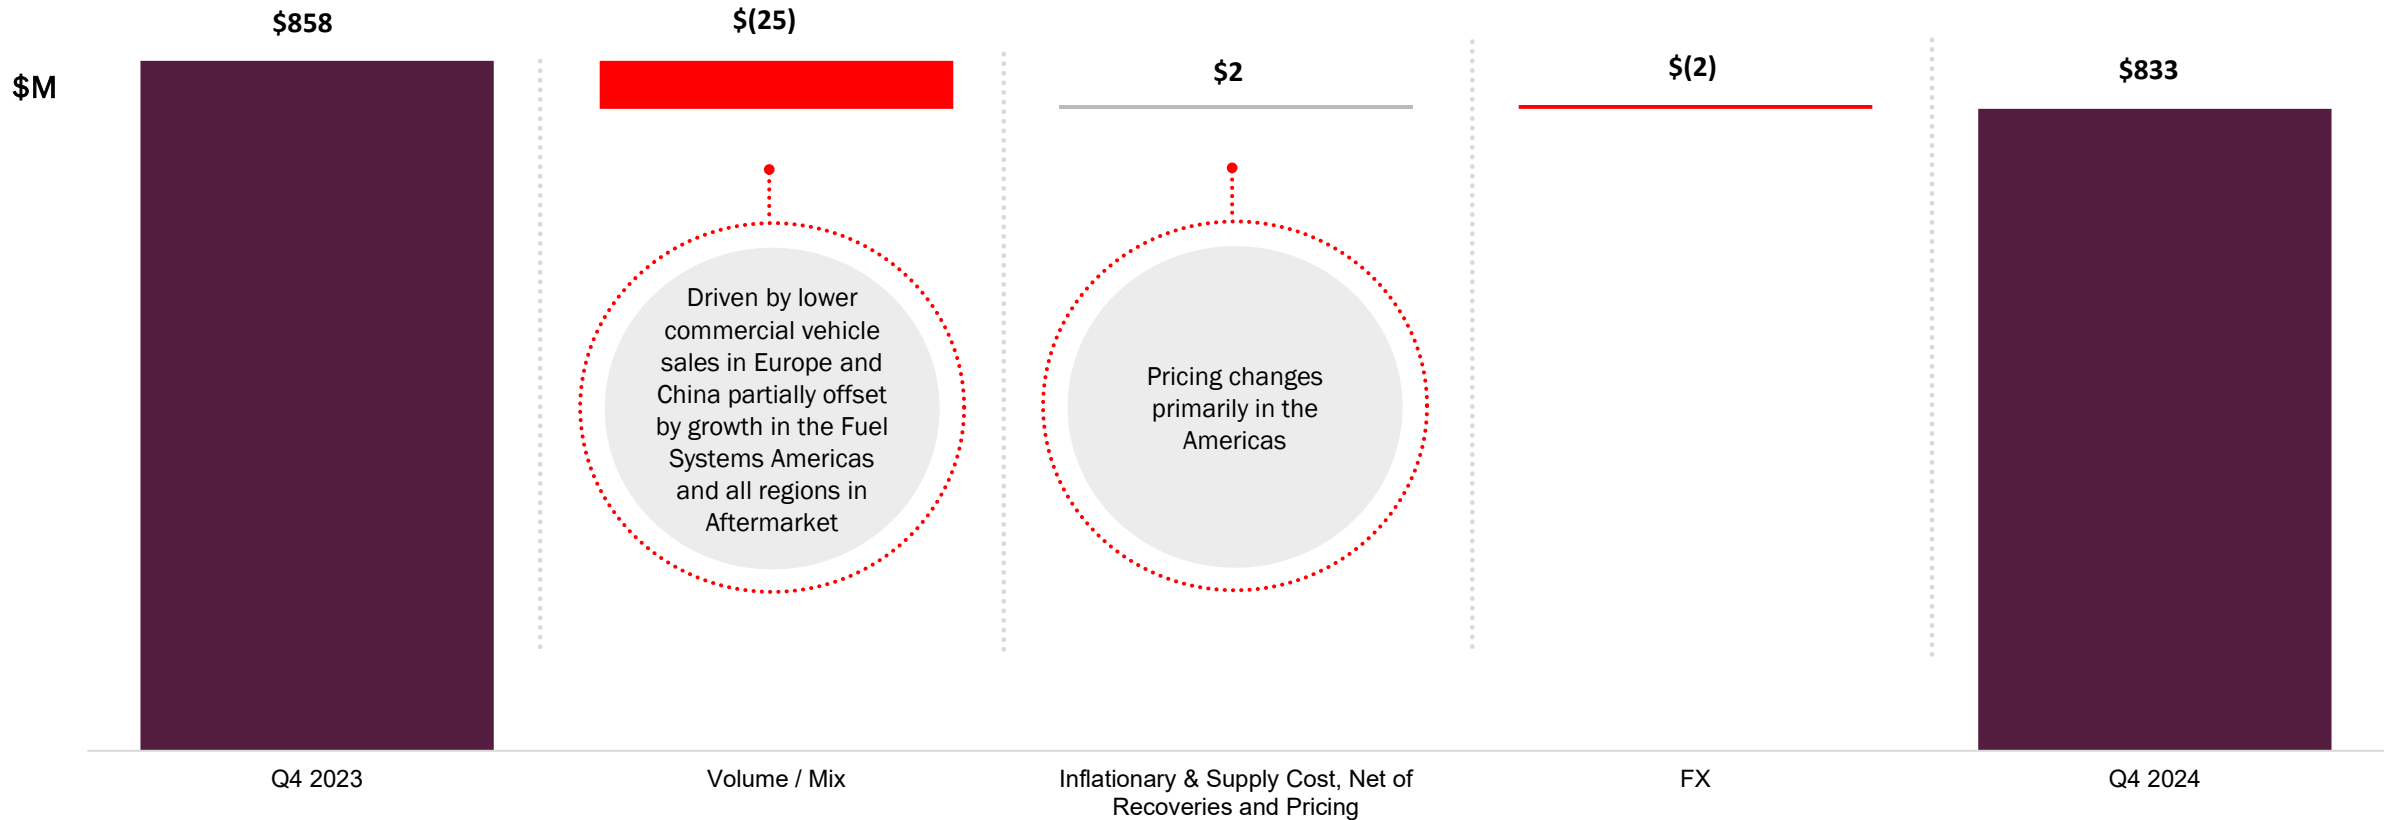 $858
$(25)
$2
$(2)
$833
$M
Driven by lower
commercial vehicle
sales in Europe and
China partially offset
by growth in the Fuel
Systems Americas
and all regions in
Aftermarket
Pricing changes
primarily in the
Americas
Q4 2023
Volume / Mix
Inflationary & Supply Cost, Net of
Recoveries and Pricing
FX
Q4 2024